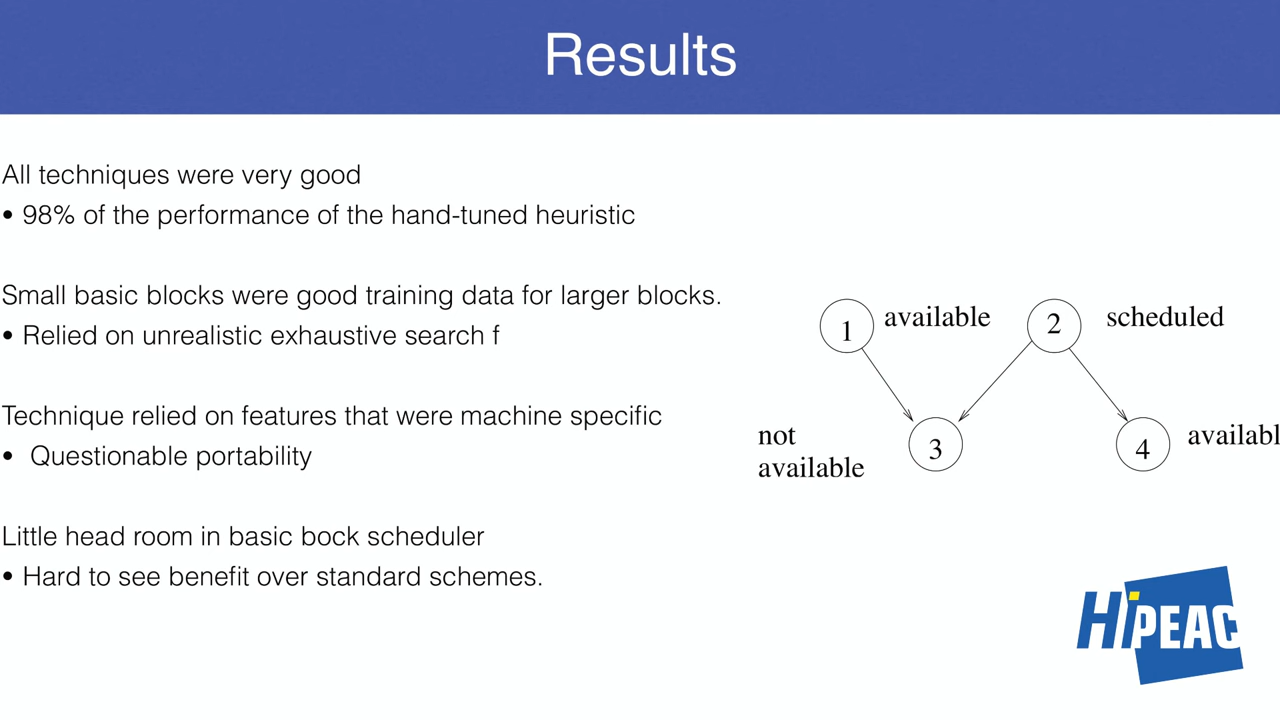 Results
All techniques were very good
• 98% of the performance of the hand-tuned heuristic
Small basic blocks were good training data for larger blocks.
• Relied on unrealistic exhaustive search f
Technique relied on features that were machine specific
• Questionable portability
Little head room in basic bock scheduler
• Hard to see benefit over standard schemes.
1 available 2 scheduled
not
available
3
4 availabl
HiPEAC